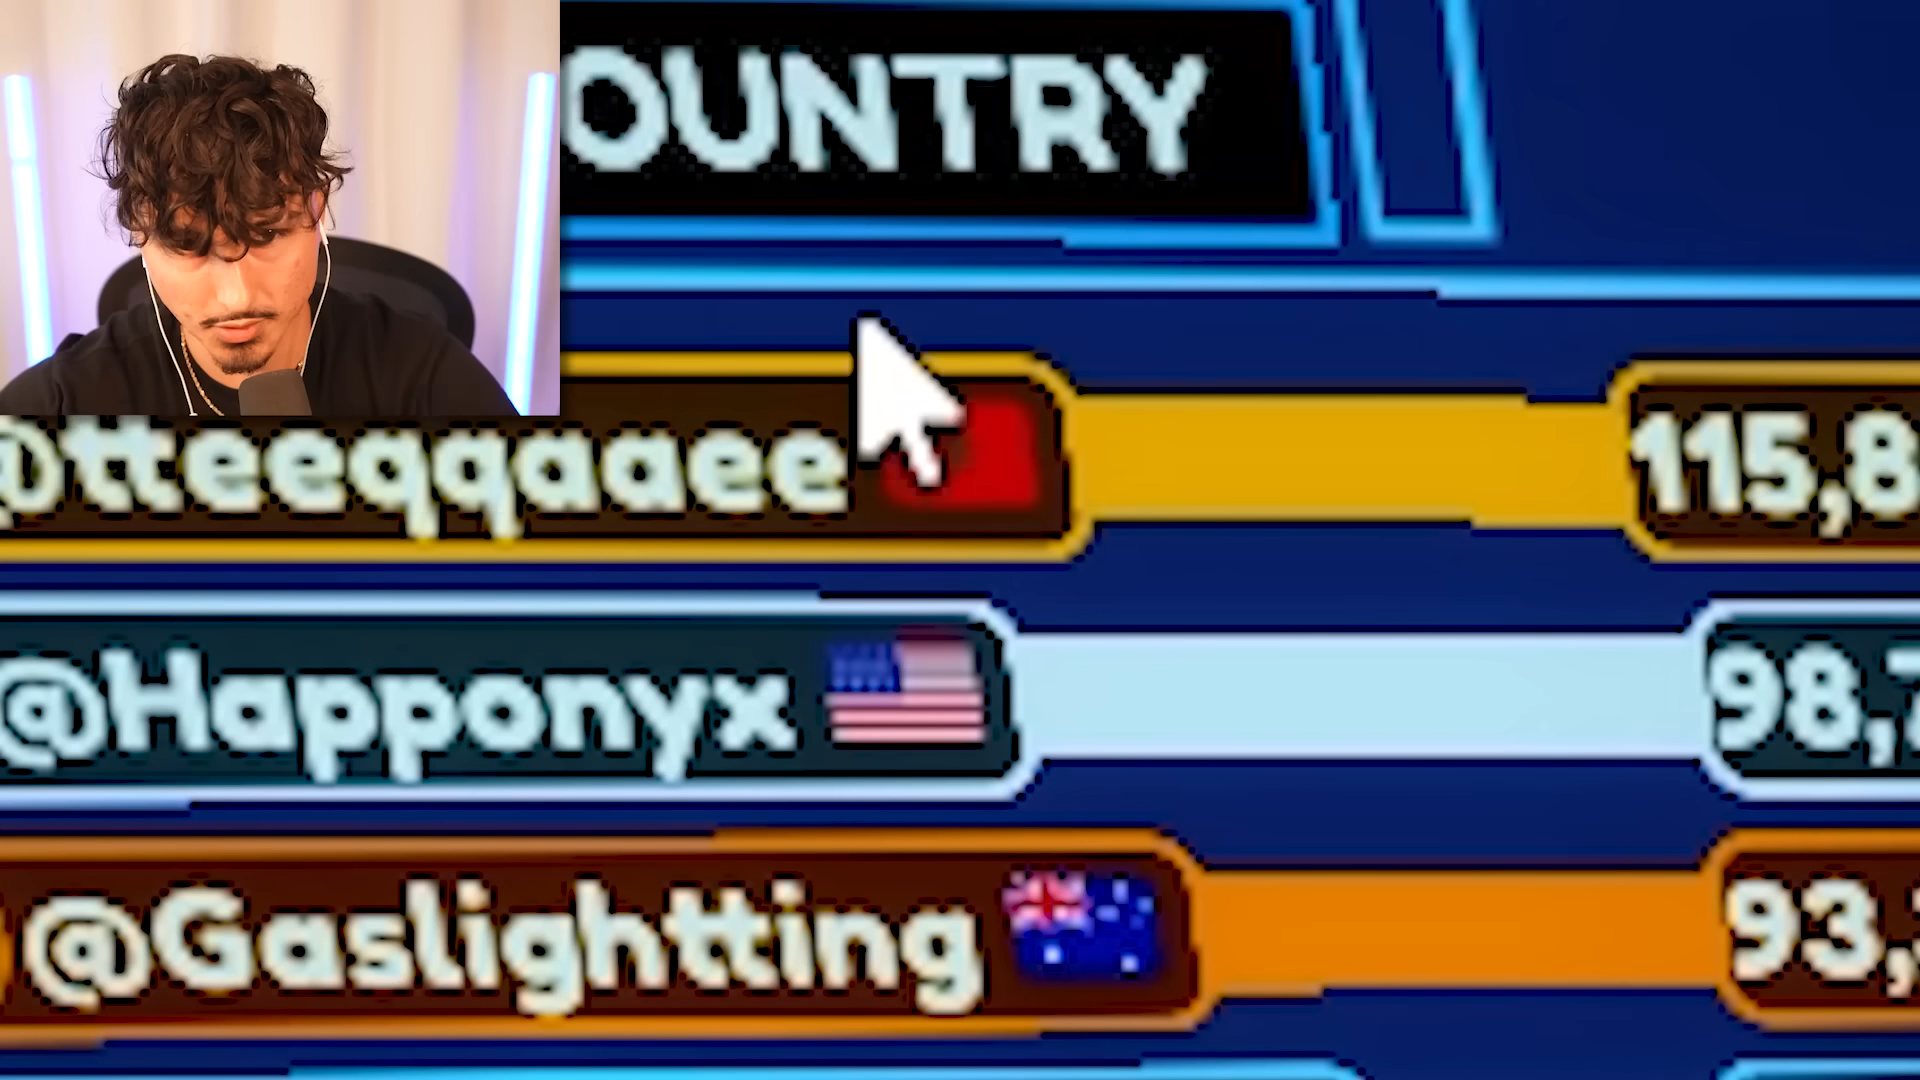 OUNTRY
@tteeqqaaee 115,8
@Happonyx 98,
@Gaslightting 93,